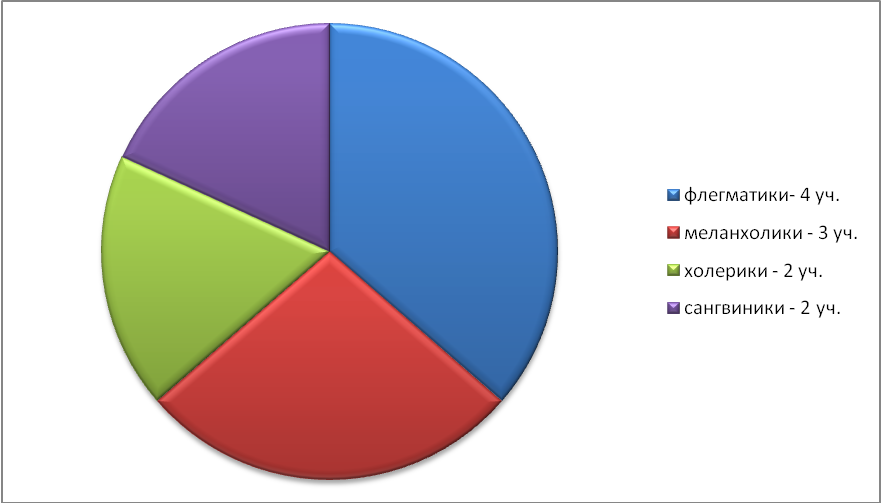 флегматики- 4 уч.
меланхолики - 3 уч.
холерики - 2 уч.
сангвиники - 2 уч.